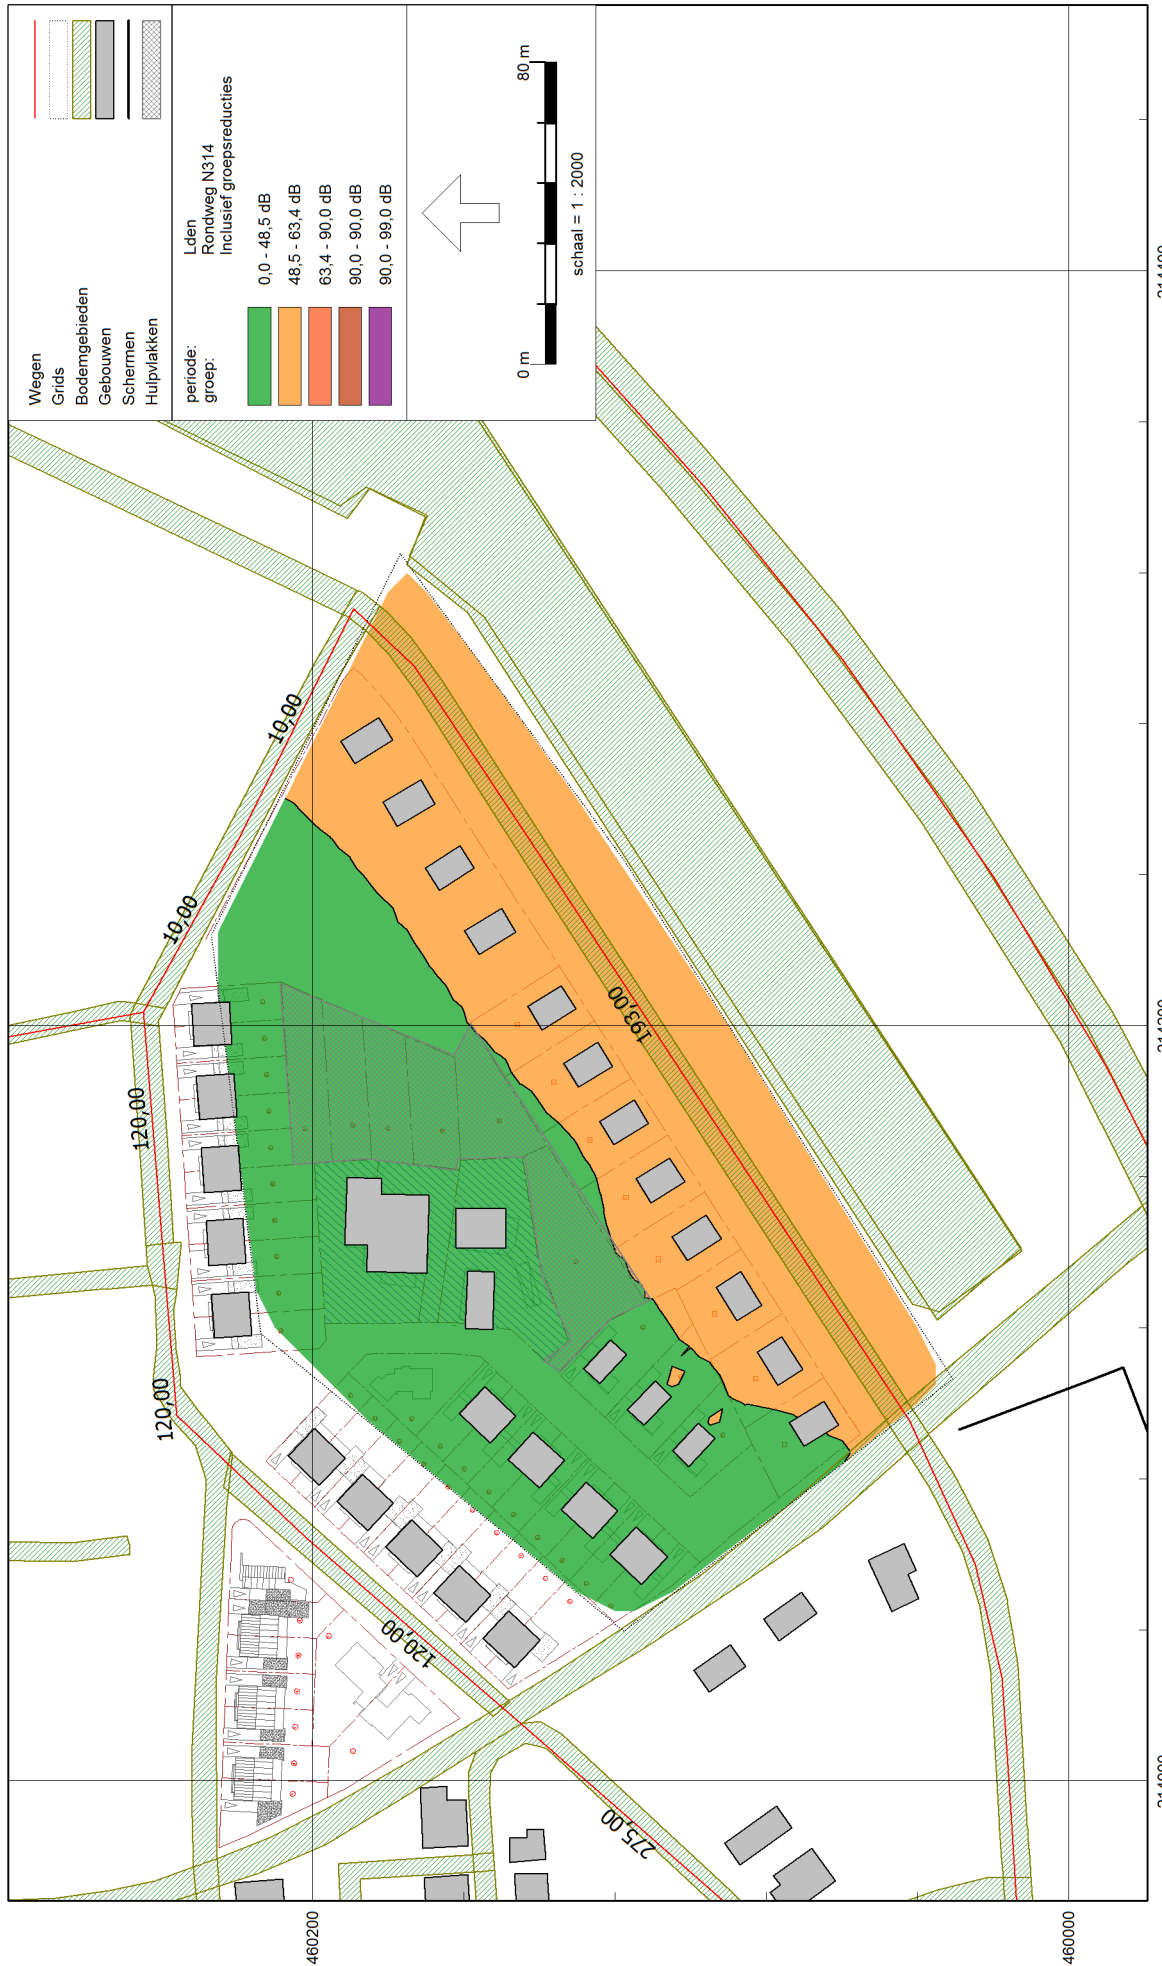 Wegen
Grids
Bodemgebieden
Gebouwen
Schermen
Hulpvlakken
periode: Lden
groep: Rondweg N314
Inclusief groepsreducties
0,0 - 48,5 dB
48,5 - 63,4 dB
63,4 - 90,0 dB
90,0 - 90,0 dB
90,0 - 99,0 dB
0 m
80 m
schaal = 1 : 2000
10,00
10,00
120,00
120,00
120,00
193,00
275,00
460200
460000